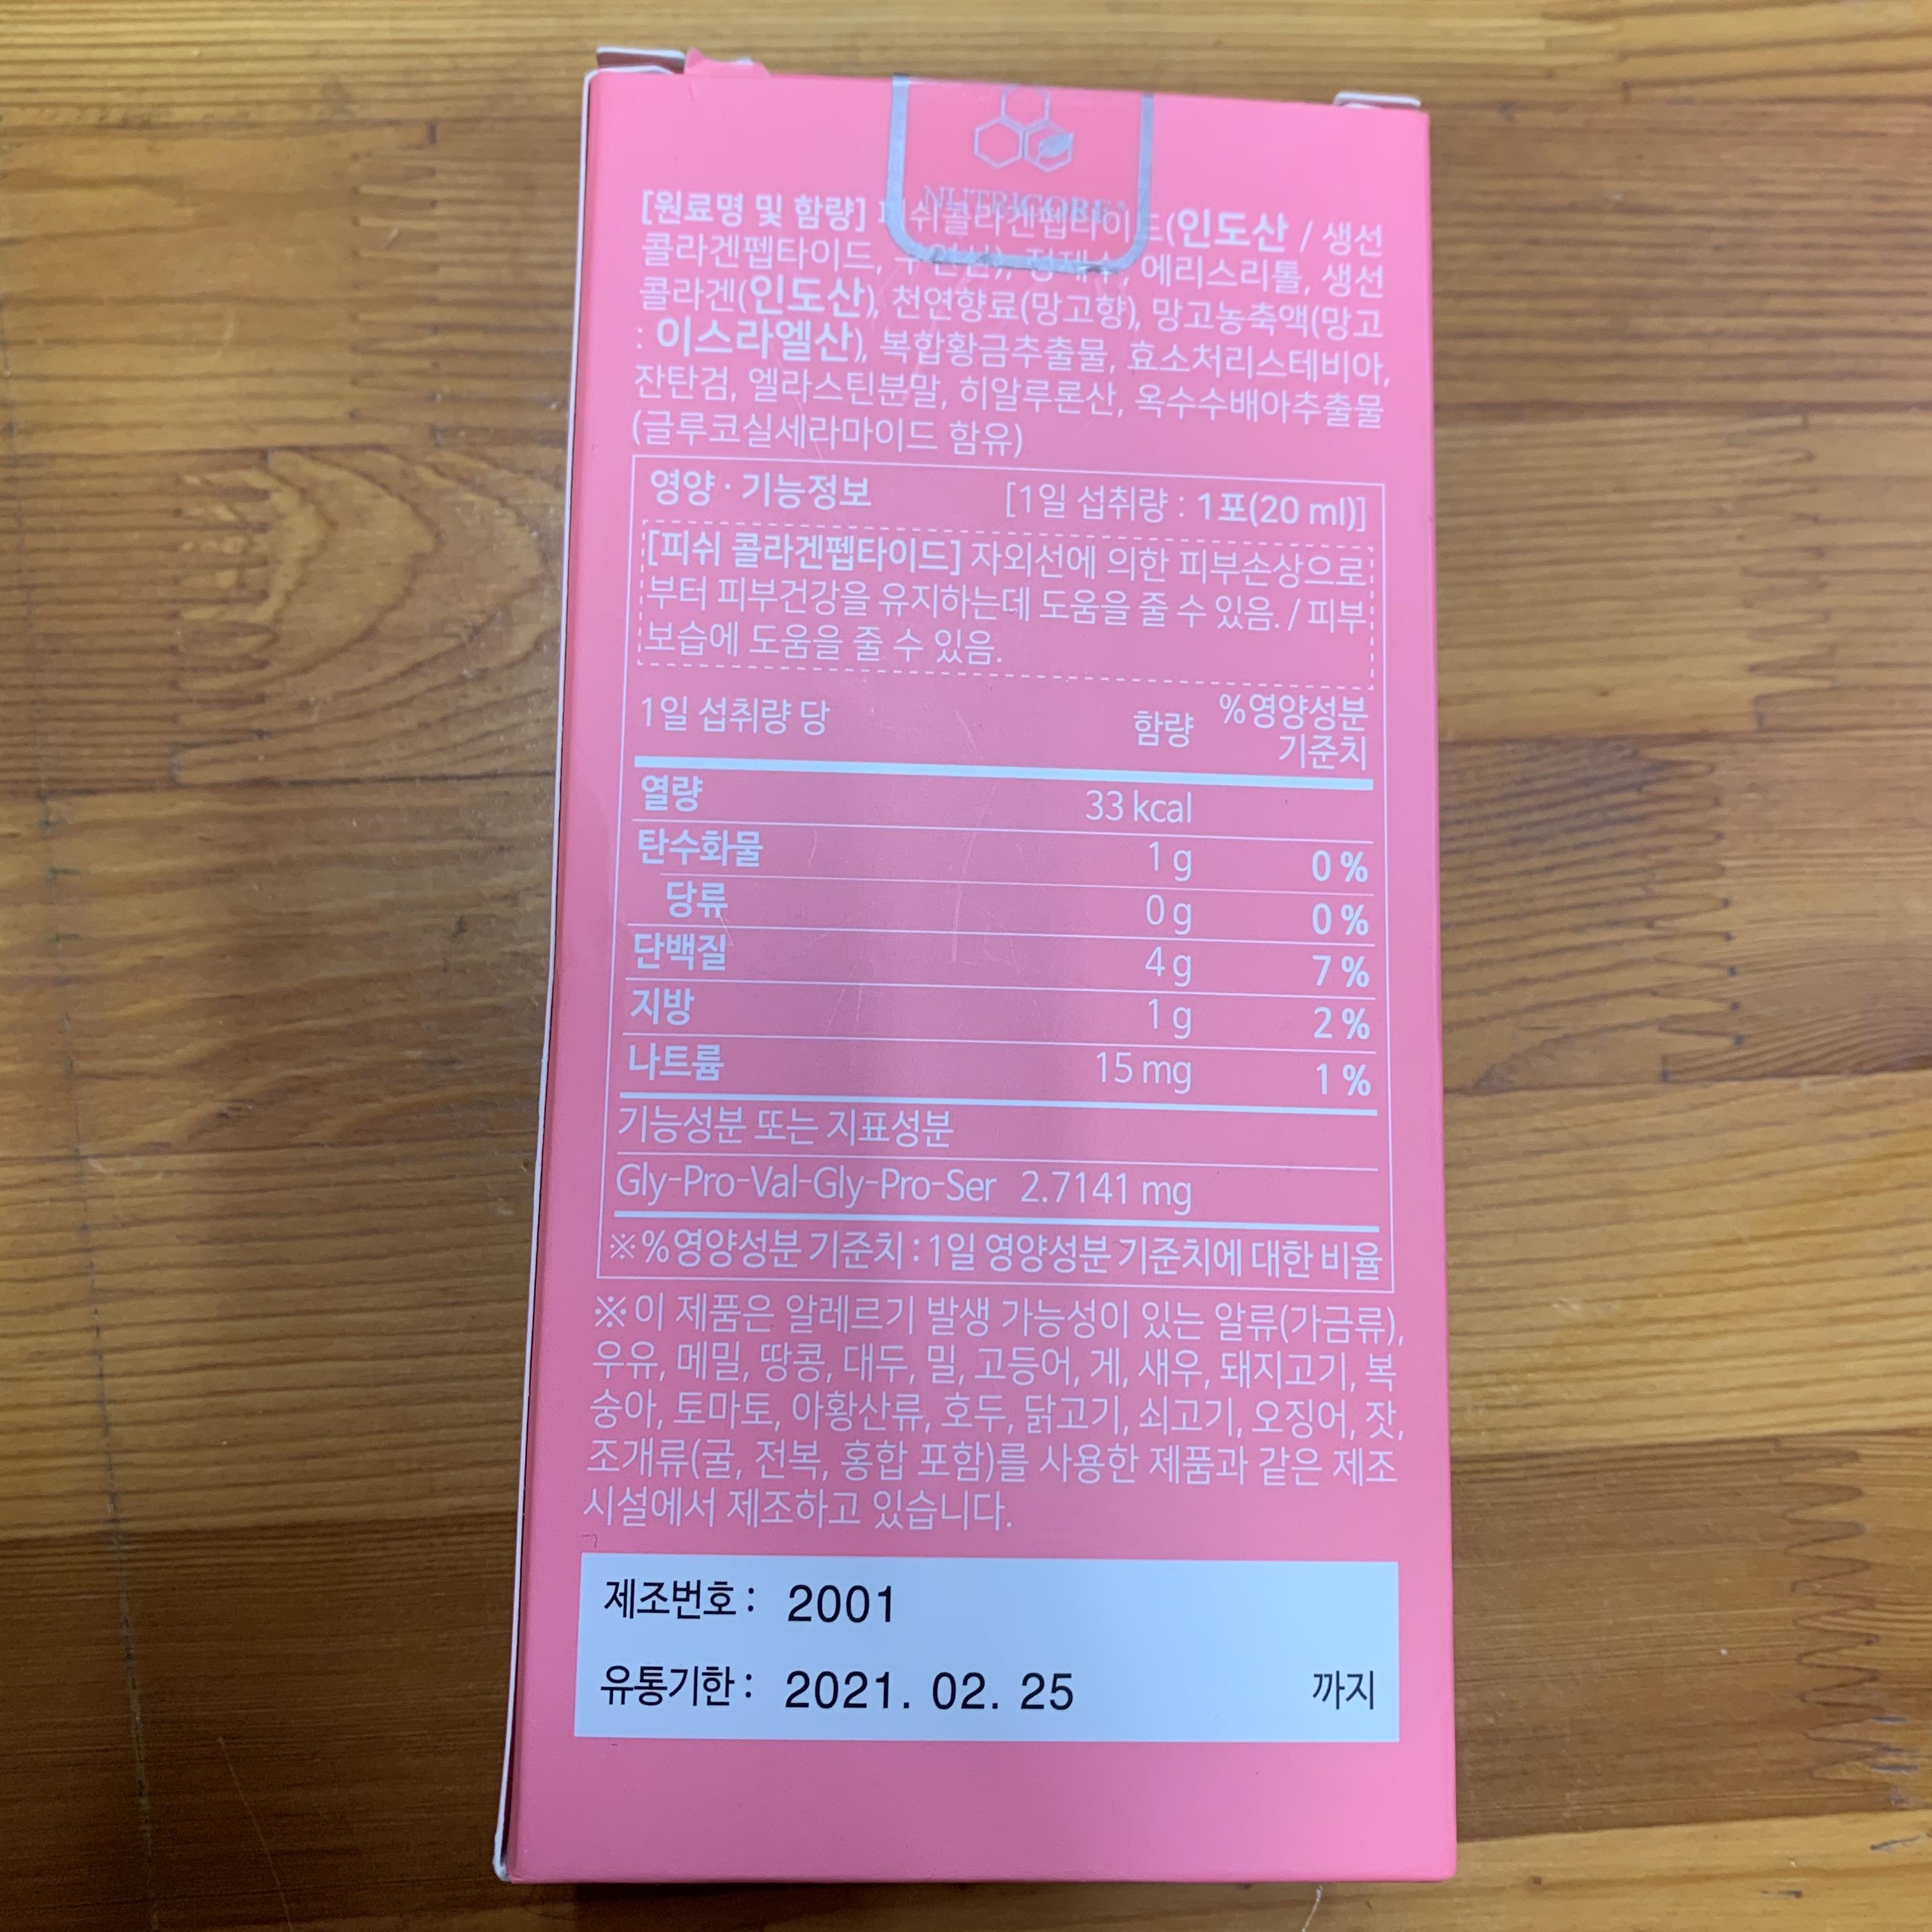 NUTRICORE
[원료명 및 함량] 피쉬콜라겐펩타이드(인도산 / 생선
콜라겐펩타이드, 구연산), 정제수, 에리스리톨, 생선
콜라겐(인도산), 천연향료(망고향), 망고농축액(망고
: 이스라엘산), 복합황금추출물, 효소처리스테비아,
잔탄검, 엘라스틴분말, 히알루론산, 옥수수배아추출물
(글루코실세라마이드 함유)
영양 · 기능정보 [1일 섭취량 : 1포(20 ml)]
[피쉬 콜라겐펩타이드] 자외선에 의한 피부손상으로
부터 피부건강을 유지하는데 도움을 줄 수 있음. / 피부
보습에 도움을 줄 수 있음.
1일 섭취량 당 함량 %영양성분
기준치
열량 33 kcal
탄수화물 1 g 0 %
당류 0 g 0 %
단백질 4 g 7 %
지방 1 g 2 %
나트륨 15 mg 1 %
기능성분 또는 지표성분
Gly-Pro-Val-Gly-Pro-Ser 2.7141 mg
※ % 영양성분 기준치 : 1일 영양성분 기준치에 대한 비율
※ 이 제품은 알레르기 발생 가능성이 있는 알류(가금류),
우유, 메밀, 땅콩, 대두, 밀, 고등어, 게, 새우, 돼지고기, 복
숭아, 토마토, 아황산류, 호두, 닭고기, 쇠고기, 오징어, 잣,
조개류(굴, 전복, 홍합 포함)를 사용한 제품과 같은 제조
시설에서 제조하고 있습니다.
제조번호 : 2001
유통기한 : 2021. 02. 25 까지